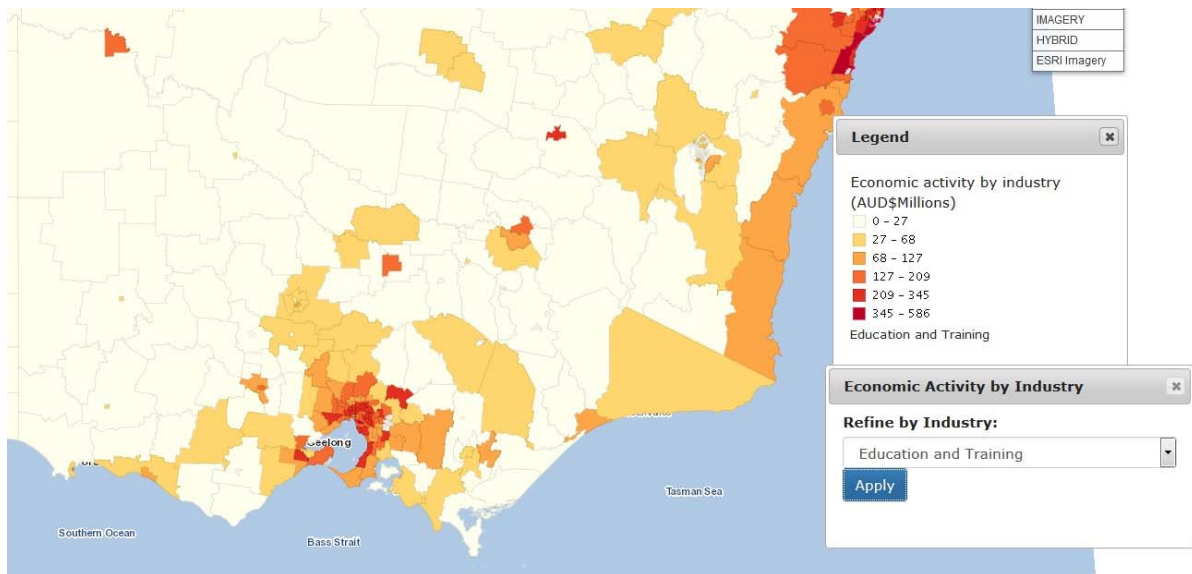 IMAGERY
HYBRID
ESRI Imagery
Legend
Economic activity by industry
(AUD$Millions)
0 – 27
27 – 68
68 – 127
127 – 209
209 – 345
345 – 586
Education and Training
Economic Activity by Industry
Refine by Industry:
Education and Training
Apply
Geelong
Tasman Sea
Southern Ocean
Bass Strait